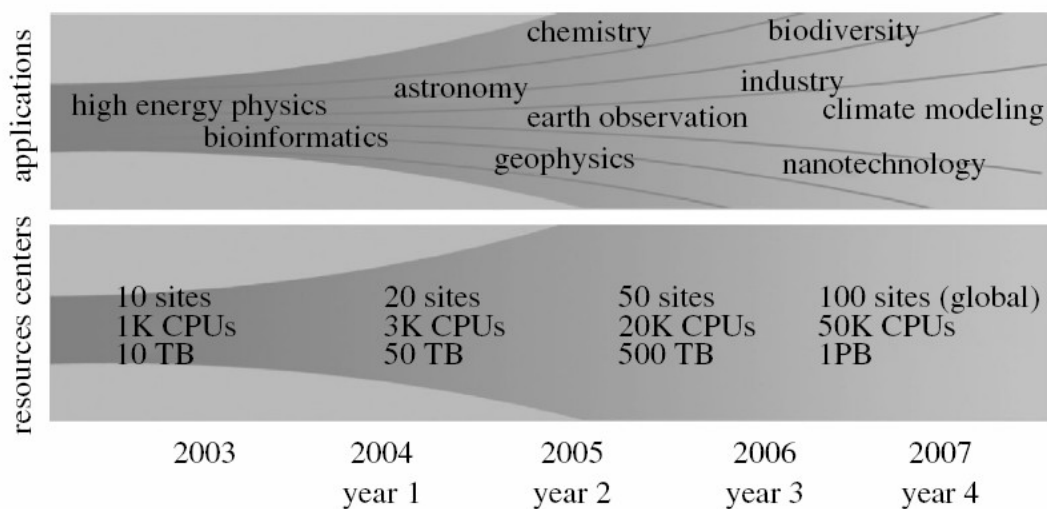 applications
chemistry
biodiversity
astronomy
industry
high energy physics
earth observation
climate modeling
bioinformatics
geophysics
nanotechnology
resources centers
10 sites 20 sites 50 sites 100 sites (global)
1K CPUs 3K CPUs 20K CPUs 50K CPUs
10 TB 50 TB 500 TB 1PB
2003 2004 2005 2006 2007
year 1 year 2 year 3 year 4